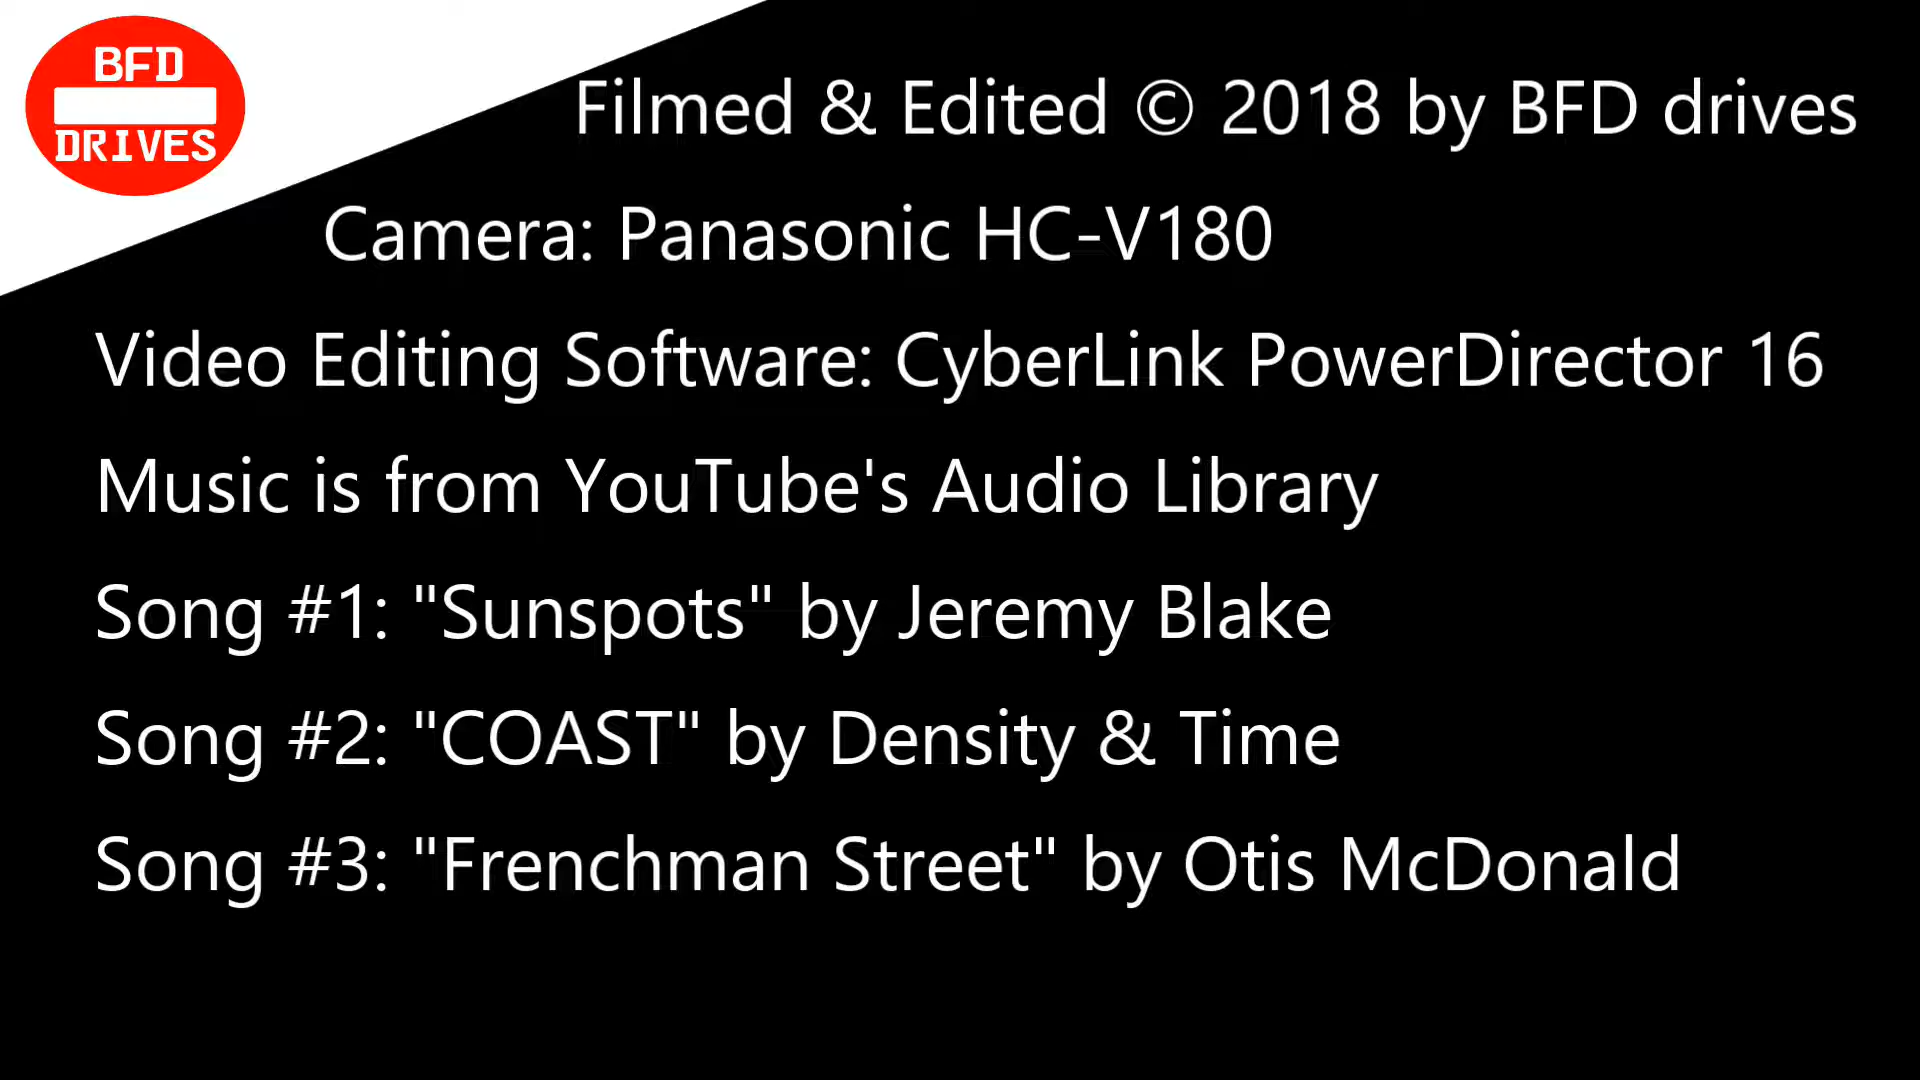 BFD
DRIVES
Filmed & Edited © 2018 by BFD drives
Camera: Panasonic HC-V180
Video Editing Software: CyberLink PowerDirector 16
Music is from YouTube's Audio Library
Song #1: "Sunspots" by Jeremy Blake
Song #2: "COAST" by Density & Time
Song #3: "Frenchman Street" by Otis McDonald